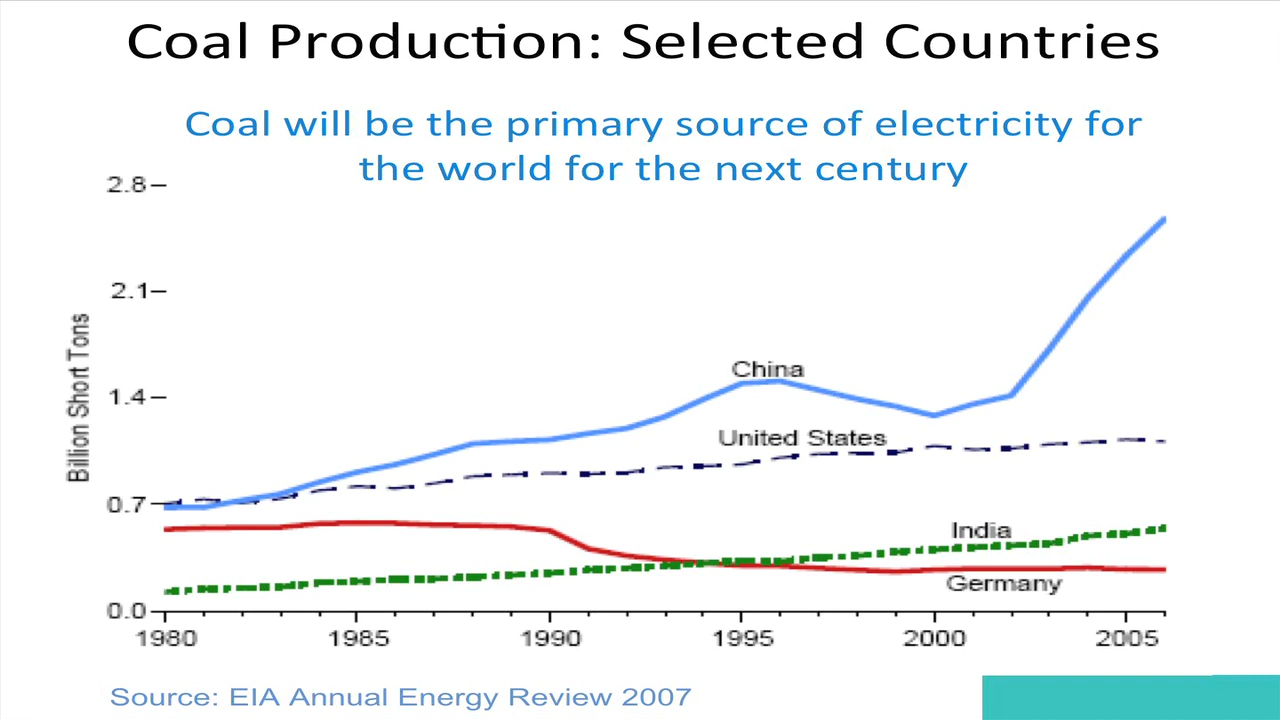 Coal Production: Selected Countries
Coal will be the primary source of electricity for
the world for the next century
2.8
2.1
1.4
0.7
0.0
Billion Short Tons
China
United States
India
Germany
1980 1985 1990 1995 2000 2005
Source: EIA Annual Energy Review 2007